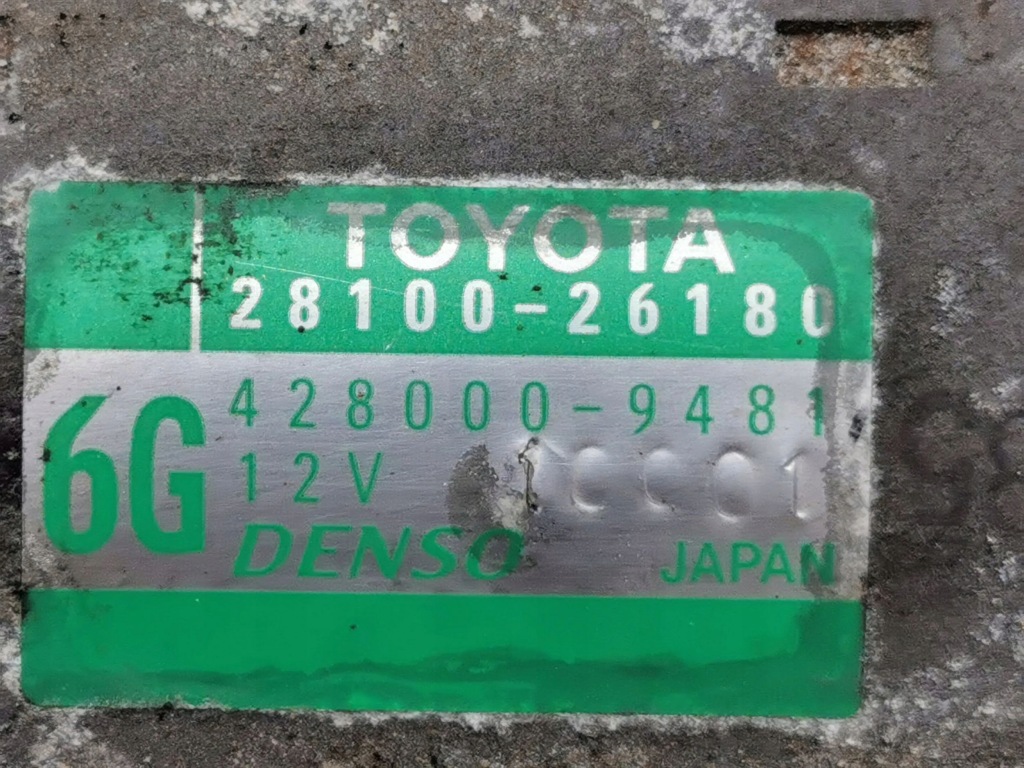 TOYOTA
28100-26180
6G
428000-9481
12V
DENSO
JAPAN